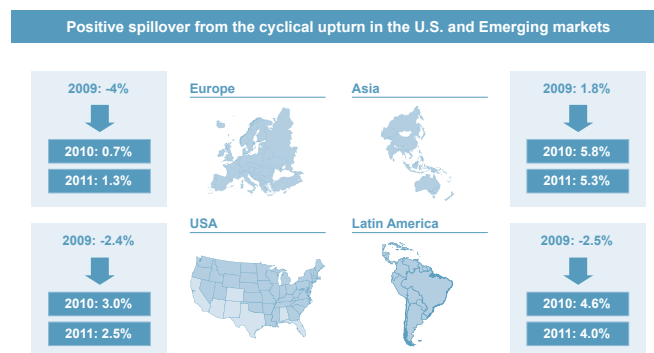 Positive spillover from the cyclical upturn in the U.S. and Emerging markets
2009: -4%
2010: 0.7%
2011: 1.3%
Europe
Asia
2009: 1.8%
2010: 5.8%
2011: 5.3%
2009: -2.4%
2010: 3.0%
2011: 2.5%
USA
Latin America
2009: -2.5%
2010: 4.6%
2011: 4.0%